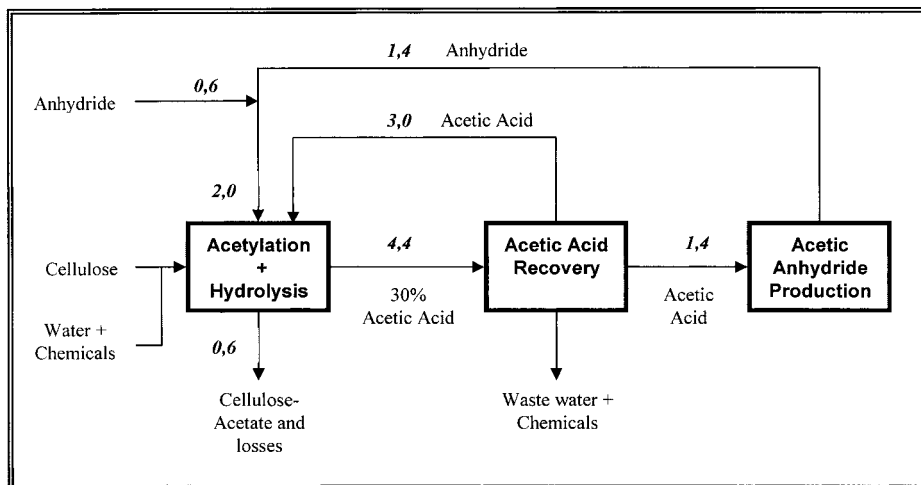 1,4 Anhydride
0,6
Anhydride
3,0 Acetic Acid
2,0
Acetylation
+
Hydrolysis
4,4
Acetic Acid
Recovery
1,4
Acetic
Anhydride
Production
Cellulose
30%
Acetic Acid
Acetic
Acid
Water +
Chemicals
0,6
Cellulose-
Acetate and
losses
Waste water +
Chemicals